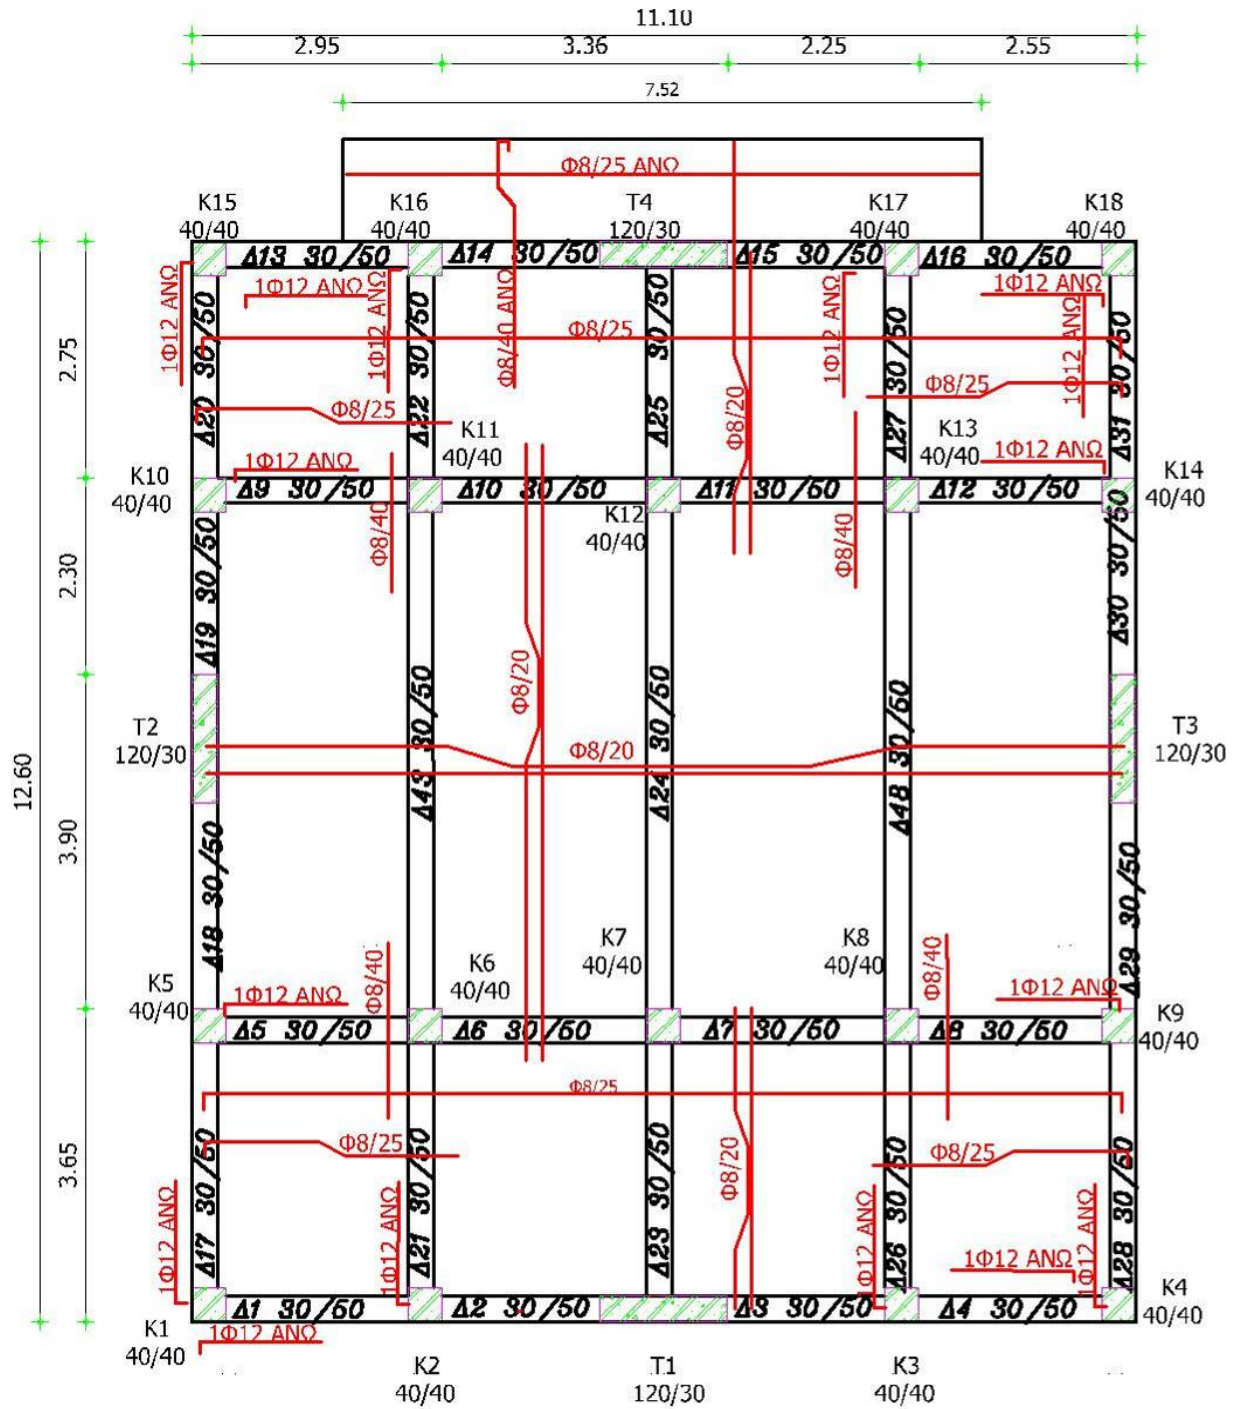 11.10
2.95
3.36
2.25
2.55
7.52
Φ8/25 ΑΝΩ
K15
40/40
K16
40/40
T4
120/30
K17
40/40
K18
40/40
Δ13 30/50
Δ14 30/50
Δ15 30/50
Δ16 30/50
1Φ12 ΑΝΩ
1Φ12 ΑΝΩ
1Φ12 ΑΝΩ
Φ8/40 ΑΝΩ
1Φ12 ΑΝΩ
1Φ12 ΑΝΩ
1Φ12 ΑΝΩ
Δ20 30/50
Δ22 30/50
Δ25 30/50
Δ27 30/50
Δ31 30/50
Φ8/25
Φ8/25
Φ8/25
Φ8/20
2.75
K11
40/40
K13
40/40
K10
40/40
1Φ12 ΑΝΩ
1Φ12 ΑΝΩ
K14
40/40
Δ9 30/50
Δ10 30/50
Δ11 30/50
Δ12 30/50
K12
40/40
Φ8/40
Φ8/40
2.30
Δ19 30/50
Δ30 30/50
Φ8/20
T2
120/30
Φ8/20
T3
120/30
12.60
Δ43 30/50
Δ24 30/50
Δ48 30/50
3.90
Δ18 30/50
Δ29 30/50
K5
40/40
K6
40/40
K7
40/40
K8
40/40
Φ8/40
Φ8/40
1Φ12 ΑΝΩ
1Φ12 ΑΝΩ
K9
40/40
Δ5 30/50
Δ6 30/50
Δ7 30/50
Δ8 30/50
Φ8/25
Φ8/25
Φ8/20
Φ8/25
3.65
Δ17 30/50
Δ21 30/50
Δ23 30/50
Δ26 30/50
Δ28 30/50
1Φ12 ΑΝΩ
1Φ12 ΑΝΩ
1Φ12 ΑΝΩ
1Φ12 ΑΝΩ
1Φ12 ΑΝΩ
Δ1 30/50
Δ2 30/50
Δ3 30/50
Δ4 30/50
K4
40/40
K1
40/40
1Φ12 ΑΝΩ
K2
40/40
T1
120/30
K3
40/40